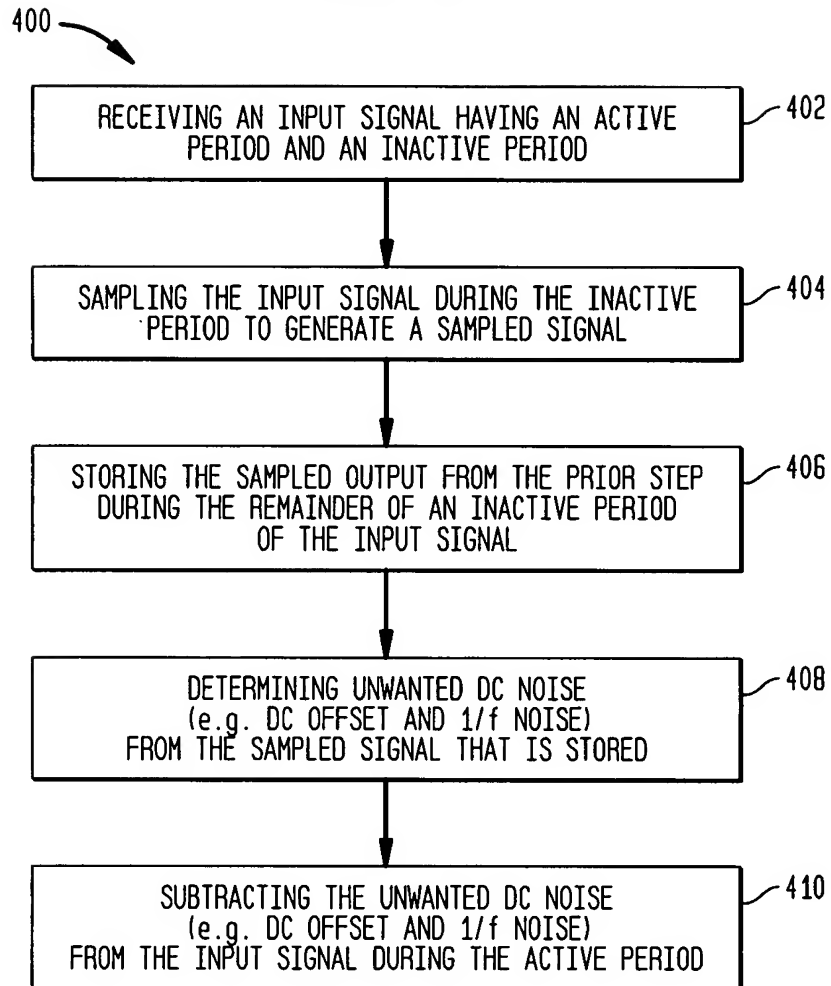 400
RECEIVING AN INPUT SIGNAL HAVING AN ACTIVE
PERIOD AND AN INACTIVE PERIOD
402
SAMPLING THE INPUT SIGNAL DURING THE INACTIVE
PERIOD TO GENERATE A SAMPLED SIGNAL
404
STORING THE SAMPLED OUTPUT FROM THE PRIOR STEP
DURING THE REMAINDER OF AN INACTIVE PERIOD
OF THE INPUT SIGNAL
406
DETERMINING UNWANTED DC NOISE
(e.g. DC OFFSET AND 1/f NOISE)
FROM THE SAMPLED SIGNAL THAT IS STORED
408
SUBTRACTING THE UNWANTED DC NOISE
(e.g. DC OFFSET AND 1/f NOISE)
FROM THE INPUT SIGNAL DURING THE ACTIVE PERIOD
410